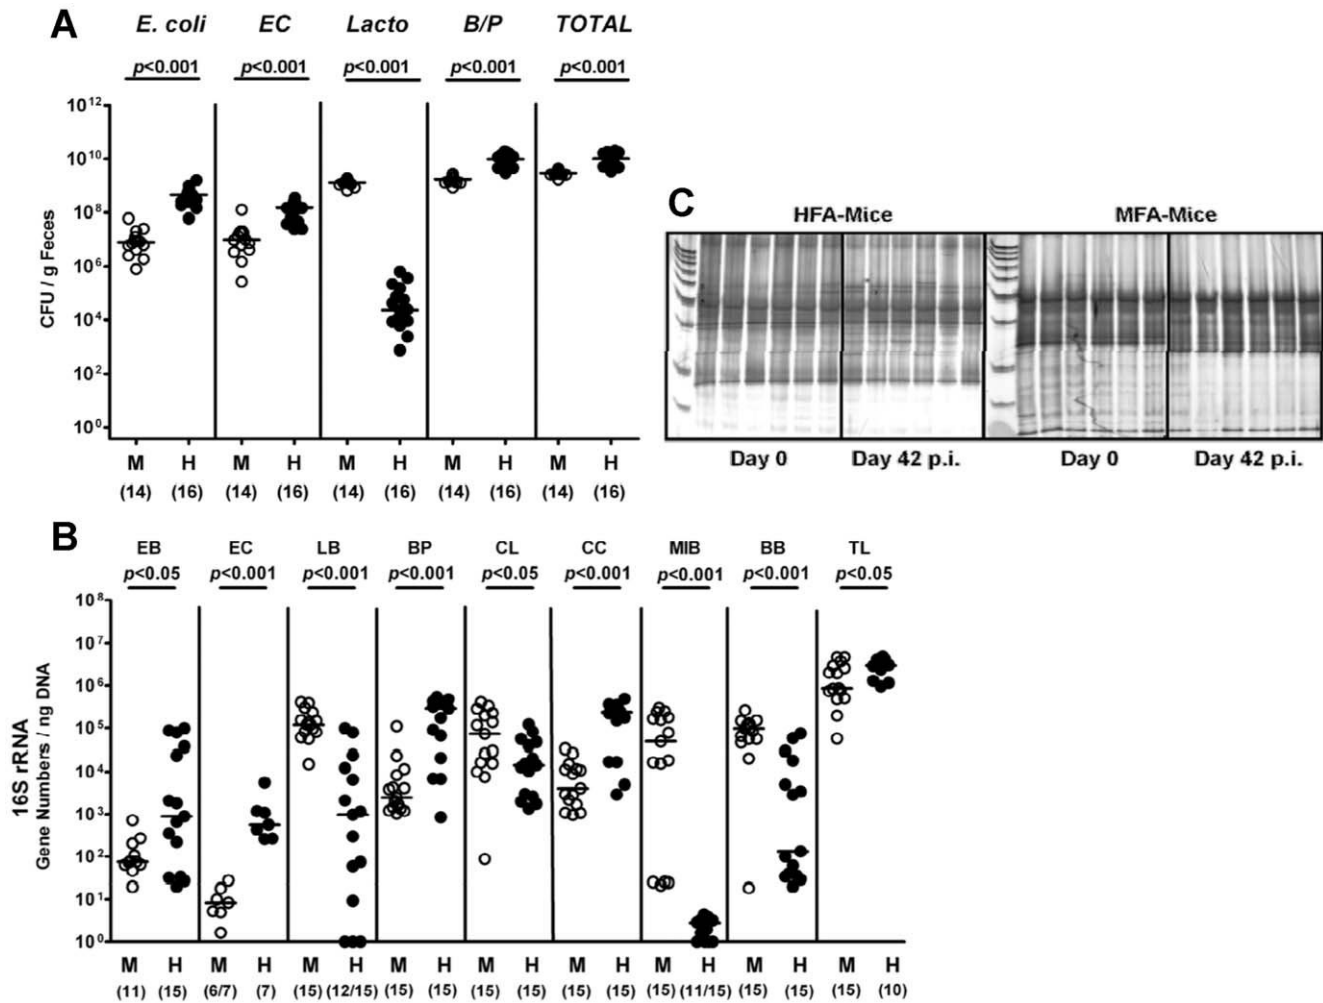 A
E. coli EC Lacto B/P TOTAL
p<0.001 p<0.001 p<0.001 p<0.001 p<0.001
CFU / g Feces
10^12
10^10
10^8
10^6
10^4
10^2
10^0
M H M H M H M H M H
(14) (16) (14) (16) (14) (16) (14) (16) (14) (16)
C
HFA-Mice MFA-Mice
Day 0 Day 42 p.i. Day 0 Day 42 p.i.
B
EB EC LB BP CL CC MIB BB TL
p<0.05 p<0.001 p<0.001 p<0.001 p<0.05 p<0.001 p<0.001 p<0.001 p<0.05
16S rRNA
Gene Numbers / ng DNA
10^8
10^7
10^6
10^5
10^4
10^3
10^2
10^1
10^0
M H M H M H M H M H M H M H M H M H
(11) (15) (6/7) (7) (15) (12/15) (15) (15) (15) (15) (15) (15) (15) (11/15) (15) (15) (15) (10)